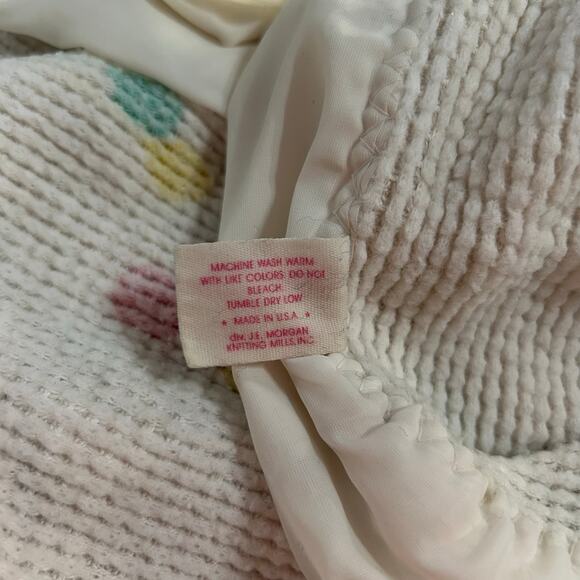 MACHINE WASH WARM
WITH LIKE COLORS. DO NOT
BLEACH.
TUMBLE DRY LOW
* MADE IN U.S.A. *
div. J.E. MORGAN
KNITTING MILLS, INC.